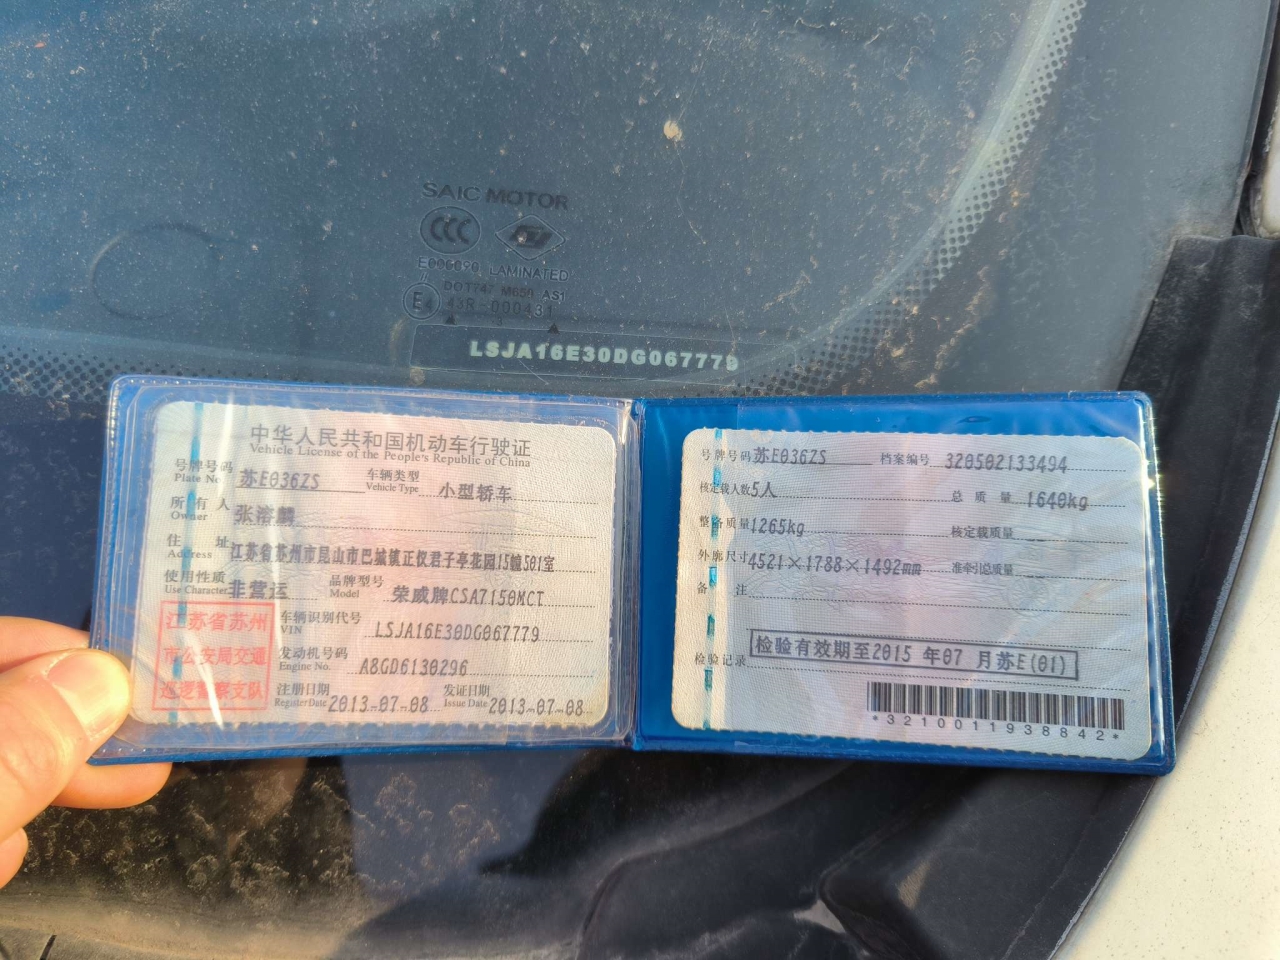 SAIC MOTOR
CCC
E000090 LAMINATED
DOT747 M650 AS1
E4 43R-000431
LSJA16E30DG067779
中华人民共和国机动车行驶证
Vehicle License of the People's Republic of China
号牌号码 Plate No. 苏E036ZS 车辆类型 Vehicle Type 小型轿车
所有人 Owner 张溶麟
住址 Address 江苏省苏州市昆山市巴城镇正仪君子亭花园15幢501室
使用性质 Use Character 非营运 品牌型号 Model 荣威牌CSA7150MCT
江苏省苏州
市公安局交通
巡逻警察支队
车辆识别代号 VIN LSJA16E30DG067779
发动机号码 Engine No. A8GD6130296
注册日期 Register Date 2013-07-08 发证日期 Issue Date 2013-07-08
号牌号码 苏E036ZS 档案编号 320502133494
核定载人数 5人 总质量 1640kg
整备质量 1265kg 核定载质量 --
外廓尺寸 4521×1788×1492mm 准牵引总质量 --
备注
检验记录 检验有效期至2015年07月苏E(01)
*3210011938842*